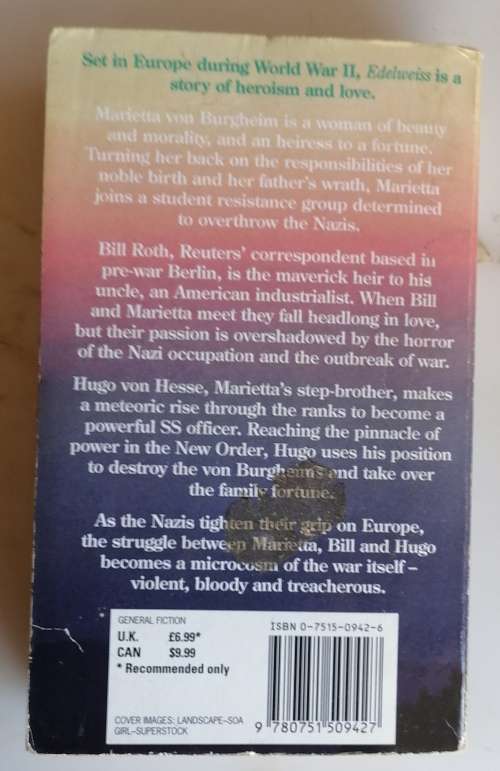 Set in Europe during World War II, Edelweiss is a
story of heroism and love.
Marietta von Burgheim is a woman of beauty
and morality, and an heiress to a fortune.
Turning her back on the responsibilities of her
noble birth and her father's wrath, Marietta
joins a student resistance group determined
to overthrow the Nazis.
Bill Roth, Reuters' correspondent based in
pre-war Berlin, is the maverick heir to his
uncle, an American industrialist. When Bill
and Marietta meet they fall headlong in love,
but their passion is overshadowed by the horror
of the Nazi occupation and the outbreak of war.
Hugo von Hesse, Marietta's step-brother, makes
a meteoric rise through the ranks to become a
powerful SS officer. Reaching the pinnacle of
power in the New Order, Hugo uses his position
to destroy the von Burgheim's and take over
the family fortune.
As the Nazis tighten their grip on Europe,
the struggle between Marietta, Bill and Hugo
becomes a microcosm of the war itself –
violent, bloody and treacherous.
GENERAL FICTION
U.K. £6.99*
CAN $9.99
* Recommended only
ISBN 0-7515-0942-6
COVER IMAGES: LANDSCAPE–SOA
GIRL–SUPERSTOCK
9 780751 509427